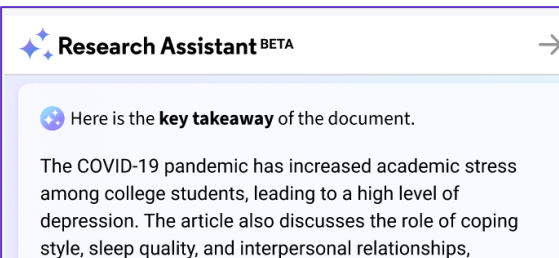 Research Assistant BETA
Here is the key takeaway of the document.
The COVID-19 pandemic has increased academic stress
among college students, leading to a high level of
depression. The article also discusses the role of coping
style, sleep quality, and interpersonal relationships,